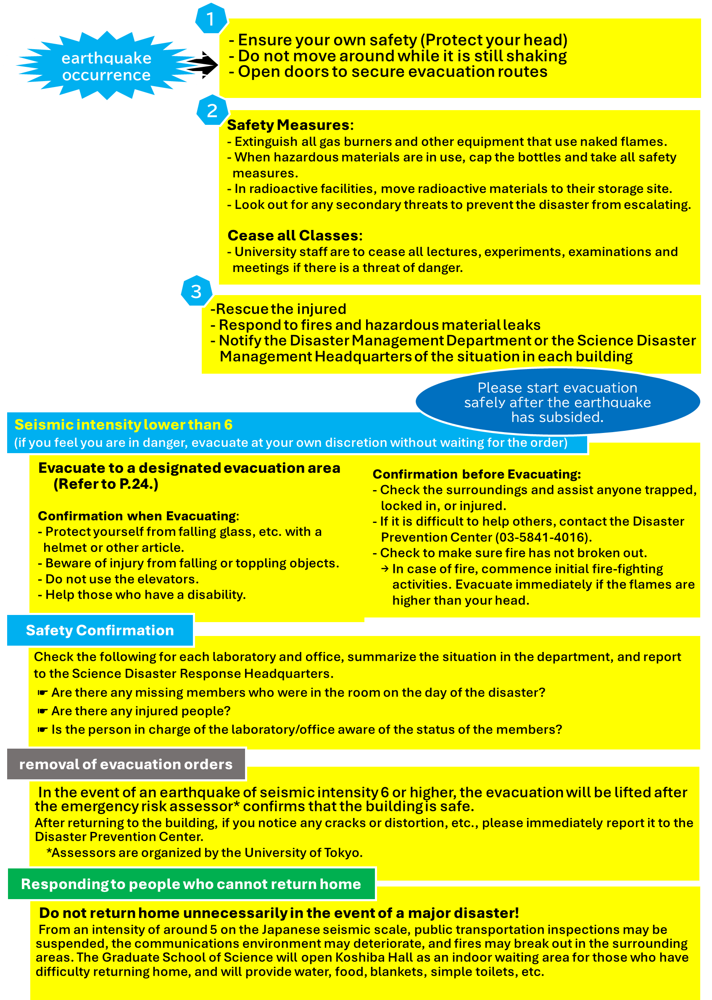 earthquake
occurrence
1
- Ensure your own safety (Protect your head)
- Do not move around while it is still shaking
- Open doors to secure evacuation routes
2
Safety Measures:
- Extinguish all gas burners and other equipment that use naked flames.
- When hazardous materials are in use, cap the bottles and take all safety
measures.
- In radioactive facilities, move radioactive materials to their storage site.
- Look out for any secondary threats to prevent the disaster from escalating.
Cease all Classes:
- University staff are to cease all lectures, experiments, examinations and
meetings if there is a threat of danger.
3
-Rescue the injured
- Respond to fires and hazardous material leaks
- Notify the Disaster Management Department or the Science Disaster
Management Headquarters of the situation in each building
Please start evacuation
safely after the earthquake
has subsided.
Seismic intensity lower than 6
(if you feel you are in danger, evacuate at your own discretion without waiting for the order)
Evacuate to a designated evacuation area
(Refer to P.24.)
Confirmation when Evacuating:
- Protect yourself from falling glass, etc. with a
helmet or other article.
- Beware of injury from falling or toppling objects.
- Do not use the elevators.
- Help those who have a disability.
Confirmation before Evacuating:
- Check the surroundings and assist anyone trapped,
locked in, or injured.
- If it is difficult to help others, contact the Disaster
Prevention Center (03-5841-4016).
- Check to make sure fire has not broken out.
→ In case of fire, commence initial fire-fighting
activities. Evacuate immediately if the flames are
higher than your head.
Safety Confirmation
Check the following for each laboratory and office, summarize the situation in the department, and report
to the Science Disaster Response Headquarters.
☛ Are there any missing members who were in the room on the day of the disaster?
☛ Are there any injured people?
☛ Is the person in charge of the laboratory/office aware of the status of the members?
removal of evacuation orders
In the event of an earthquake of seismic intensity 6 or higher, the evacuation will be lifted after
the emergency risk assessor* confirms that the building is safe.
After returning to the building, if you notice any cracks or distortion, etc., please immediately report it to the
Disaster Prevention Center.
*Assessors are organized by the University of Tokyo.
Responding to people who cannot return home
Do not return home unnecessarily in the event of a major disaster!
From an intensity of around 5 on the Japanese seismic scale, public transportation inspections may be
suspended, the communications environment may deteriorate, and fires may break out in the surrounding
areas. The Graduate School of Science will open Koshiba Hall as an indoor waiting area for those who have
difficulty returning home, and will provide water, food, blankets, simple toilets, etc.